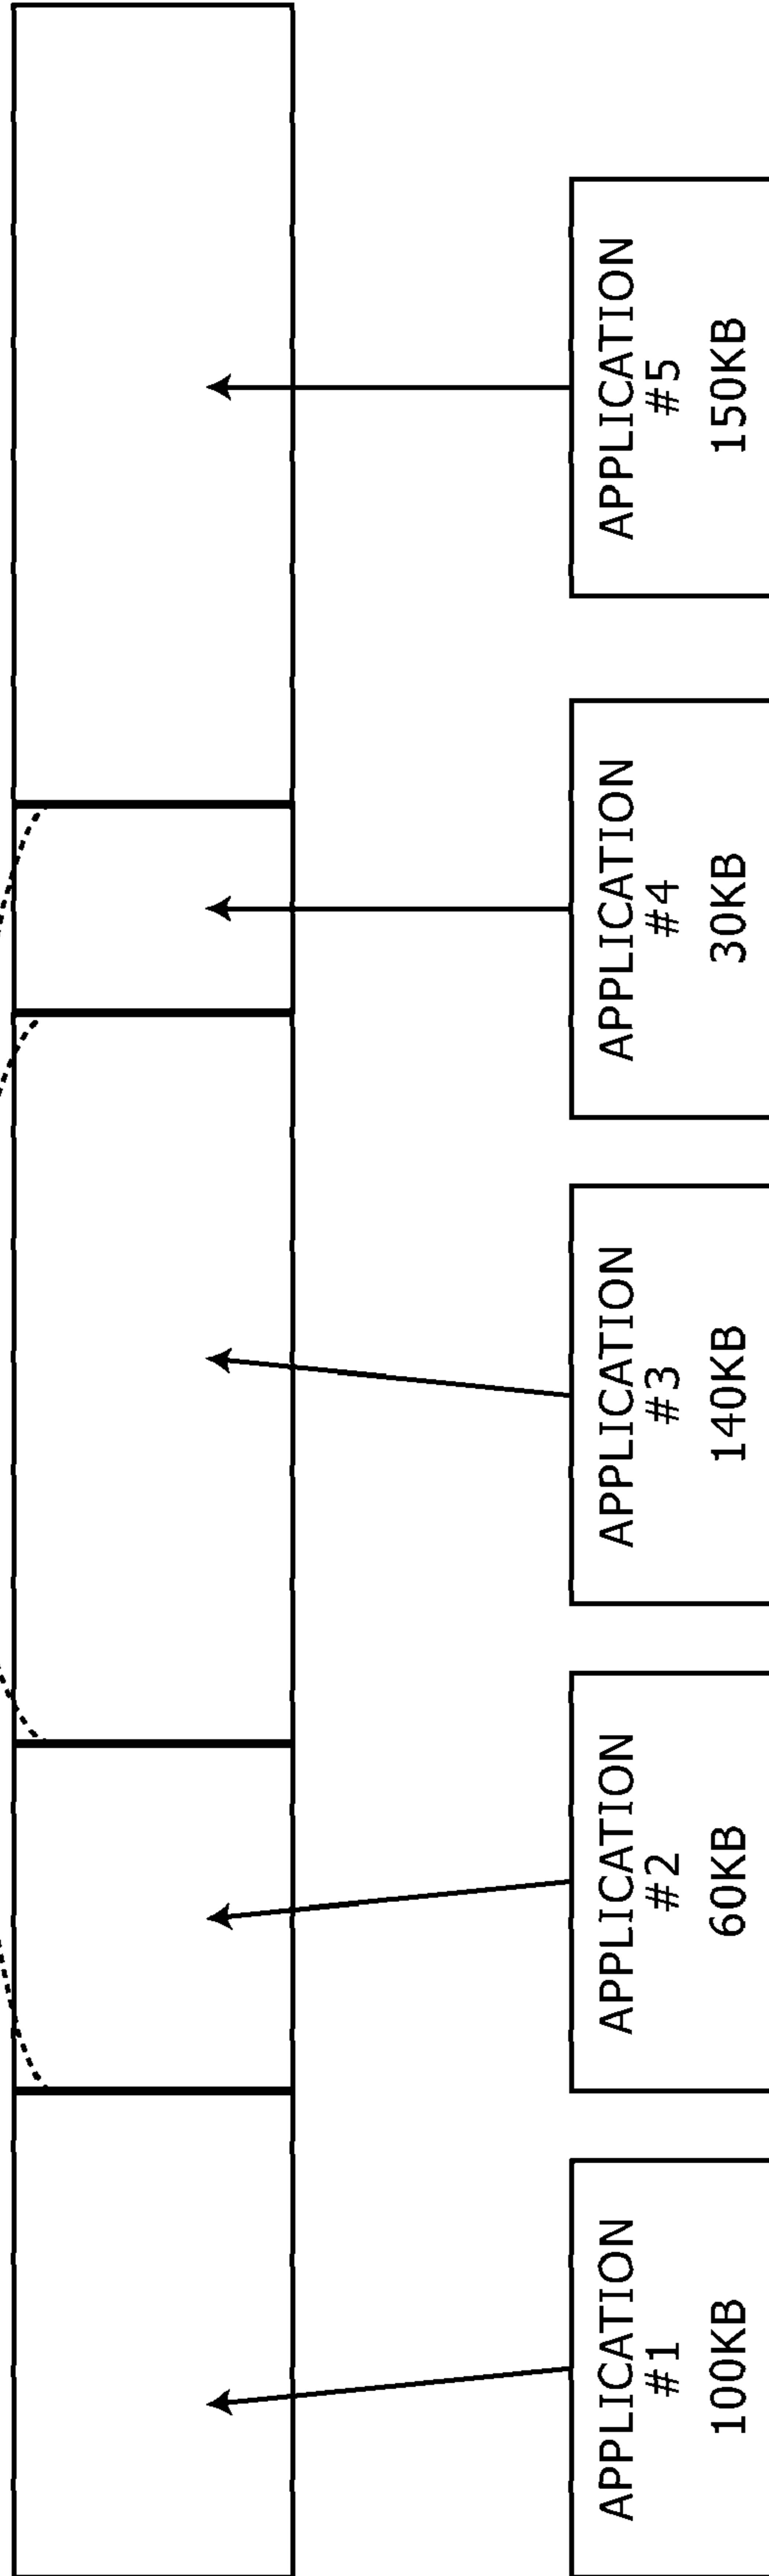 APPLICATION
#1
100KB
APPLICATION
#2
60KB
APPLICATION
#3
140KB
APPLICATION
#4
30KB
APPLICATION
#5
150KB